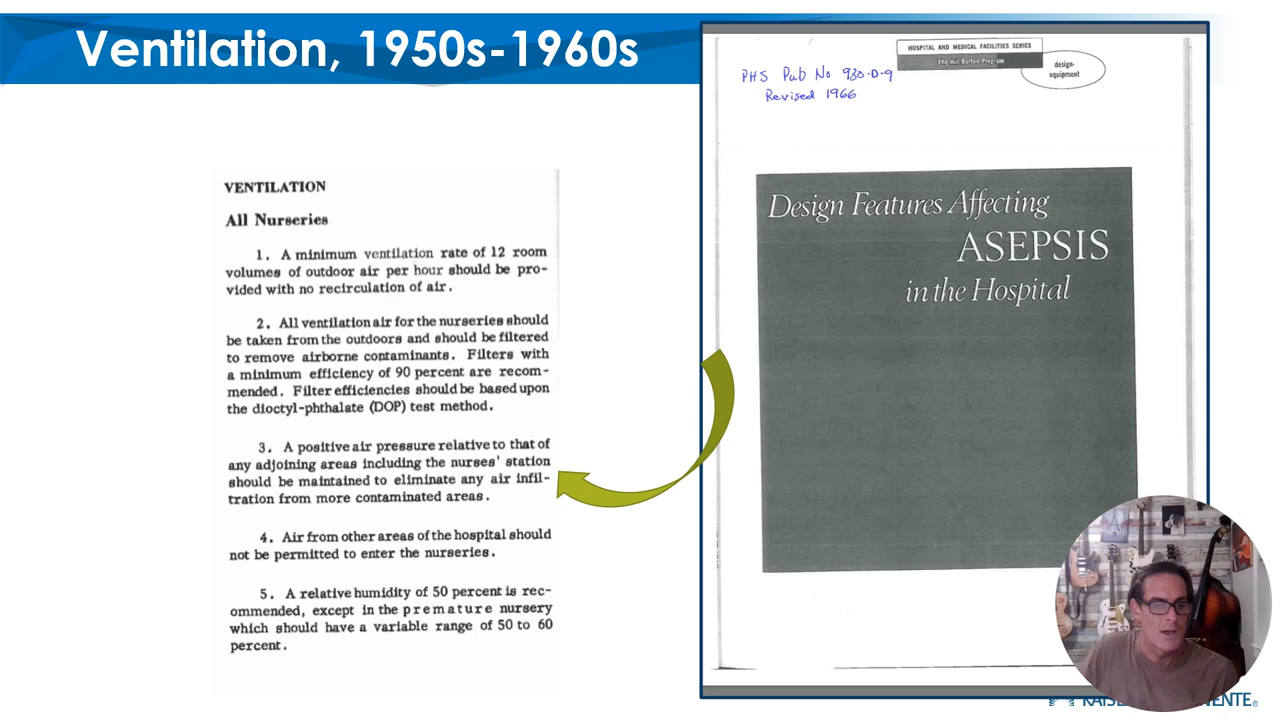 Ventilation, 1950s-1960s
VENTILATION
All Nurseries
1. A minimum ventilation rate of 12 room
volumes of outdoor air per hour should be pro-
vided with no recirculation of air.
2. All ventilation air for the nurseries should
be taken from the outdoors and should be filtered
to remove airborne contaminants. Filters with
a minimum efficiency of 90 percent are recom-
mended. Filter efficiencies should be based upon
the dioctyl-phthalate (DOP) test method.
3. A positive air pressure relative to that of
any adjoining areas including the nurses' station
should be maintained to eliminate any air infil-
tration from more contaminated areas.
4. Air from other areas of the hospital should
not be permitted to enter the nurseries.
5. A relative humidity of 50 percent is rec-
ommended, except in the premature nursery
which should have a variable range of 50 to 60
percent.
HOSPITAL AND MEDICAL FACILITIES SERIES
The Hill Burton Program
design-
equipment
PHS Pub No 930-D-9
Revised 1966
Design Features Affecting
ASEPSIS
in the Hospital